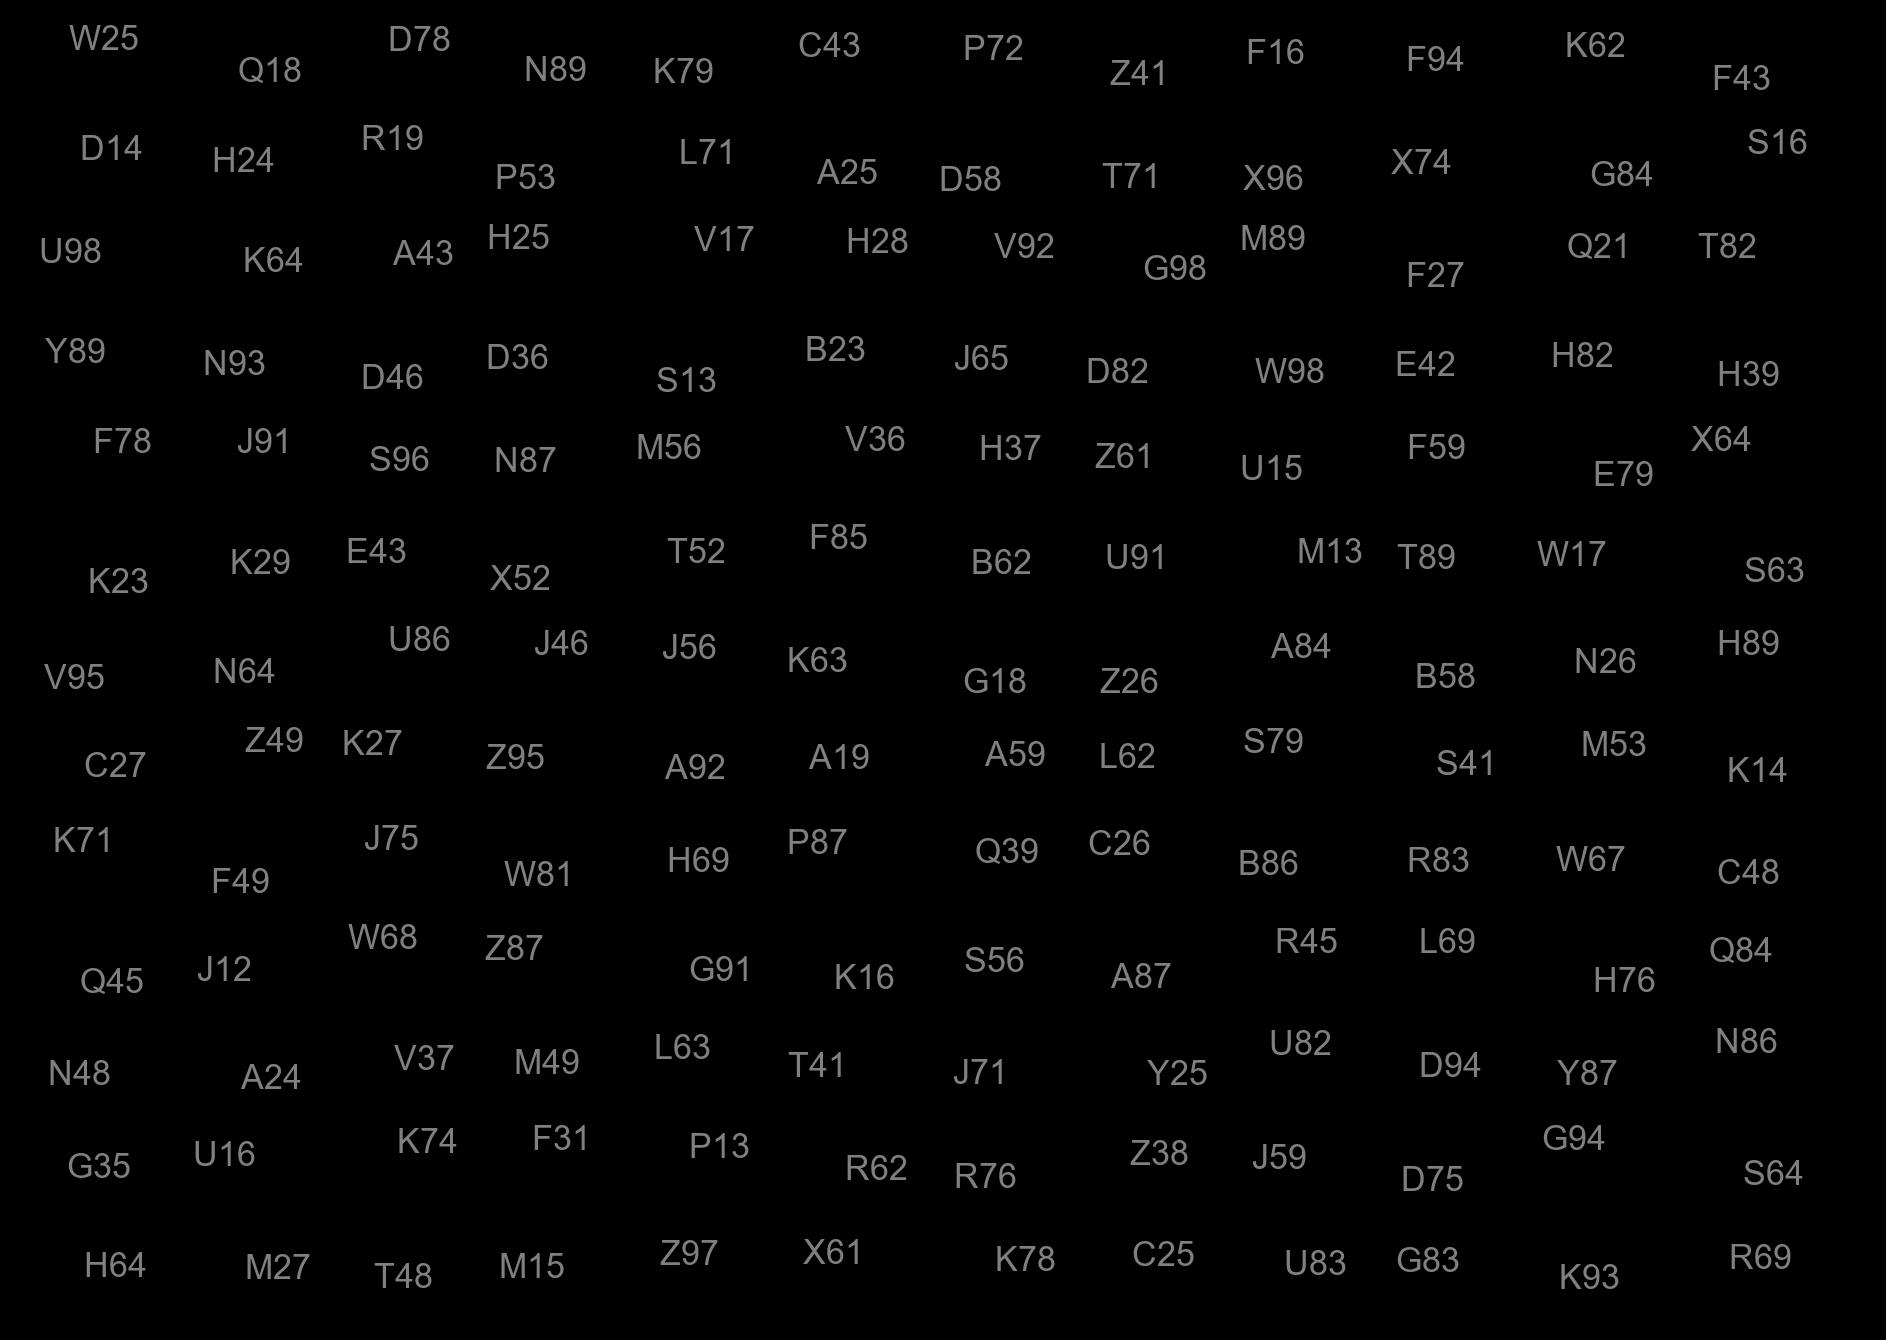 W25 Q18 D78 N89 K79 C43 P72 Z41 F16 F94 K62 F43
D14 H24 R19 P53 L71 A25 D58 T71 X96 X74 G84 S16
U98 K64 A43 H25 V17 H28 V92 G98 M89 F27 Q21 T82
Y89 N93 D46 D36 S13 B23 J65 D82 W98 E42 H82 H39
F78 J91 S96 N87 M56 V36 H37 Z61 U15 F59 E79 X64
K23 K29 E43 X52 T52 F85 B62 U91 M13 T89 W17 S63
V95 N64 U86 J46 J56 K63 G18 Z26 A84 B58 N26 H89
C27 Z49 K27 Z95 A92 A19 A59 L62 S79 S41 M53 K14
K71 F49 J75 W81 H69 P87 Q39 C26 B86 R83 W67 C48
Q45 J12 W68 Z87 G91 K16 S56 A87 R45 L69 H76 Q84
N48 A24 V37 M49 L63 T41 J71 Y25 U82 D94 Y87 N86
G35 U16 K74 F31 P13 R62 R76 Z38 J59 D75 G94 S64
H64 M27 T48 M15 Z97 X61 K78 C25 U83 G83 K93 R69